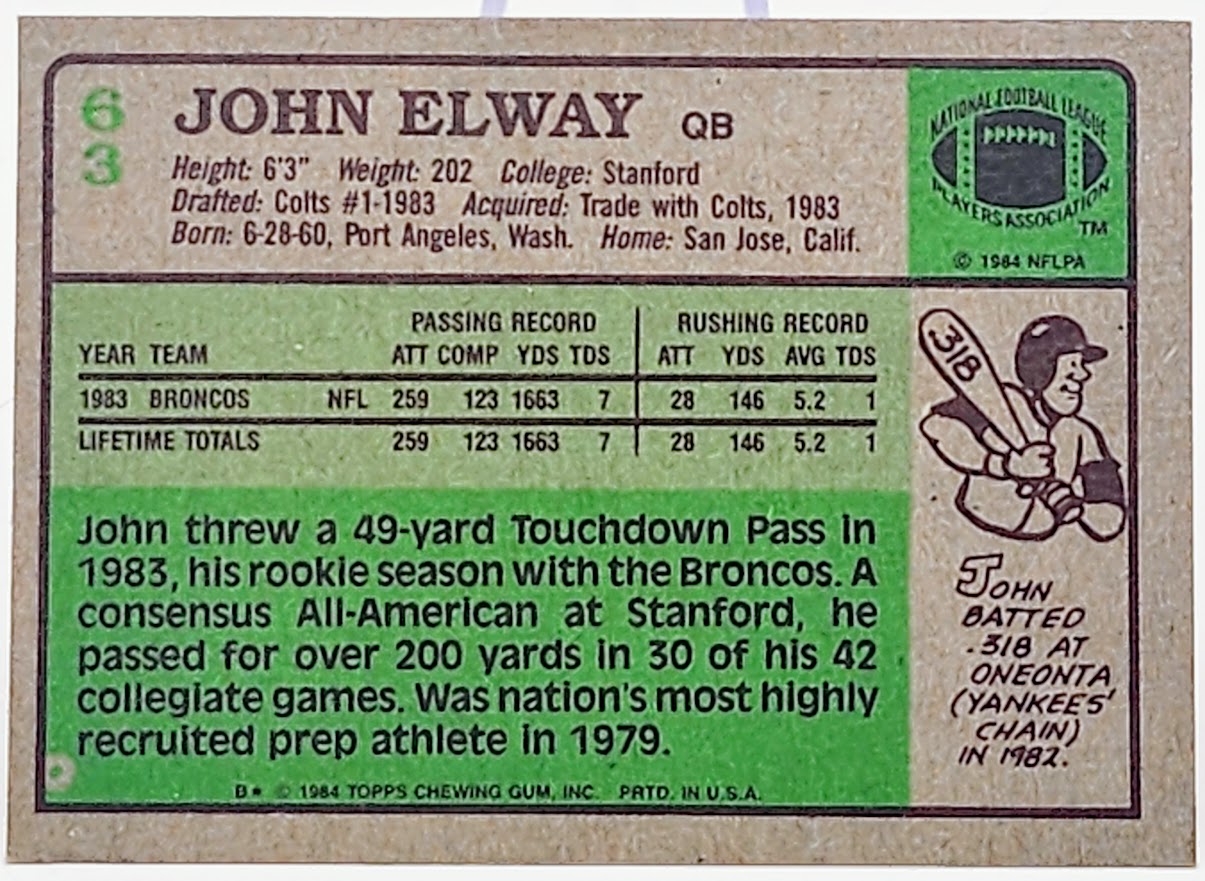 63
JOHN ELWAY QB
Height: 6'3" Weight: 202 College: Stanford
Drafted: Colts #1-1983 Acquired: Trade with Colts, 1983
Born: 6-28-60, Port Angeles, Wash. Home: San Jose, Calif.
NATIONAL FOOTBALL LEAGUE
PLAYERS ASSOCIATION
TM
© 1984 NFLPA
PASSING RECORD RUSHING RECORD
YEAR TEAM ATT COMP YDS TDS ATT YDS AVG TDS
1983 BRONCOS NFL 259 123 1663 7 28 146 5.2 1
LIFETIME TOTALS 259 123 1663 7 28 146 5.2 1
John threw a 49-yard Touchdown Pass in
1983, his rookie season with the Broncos. A
consensus All-American at Stanford, he
passed for over 200 yards in 30 of his 42
collegiate games. Was nation's most highly
recruited prep athlete in 1979.
.318
JOHN
BATTED
.318 AT
ONEONTA
(YANKEES'
CHAIN)
IN 1982.
B* © 1984 TOPPS CHEWING GUM, INC. PRTD. IN U.S.A.